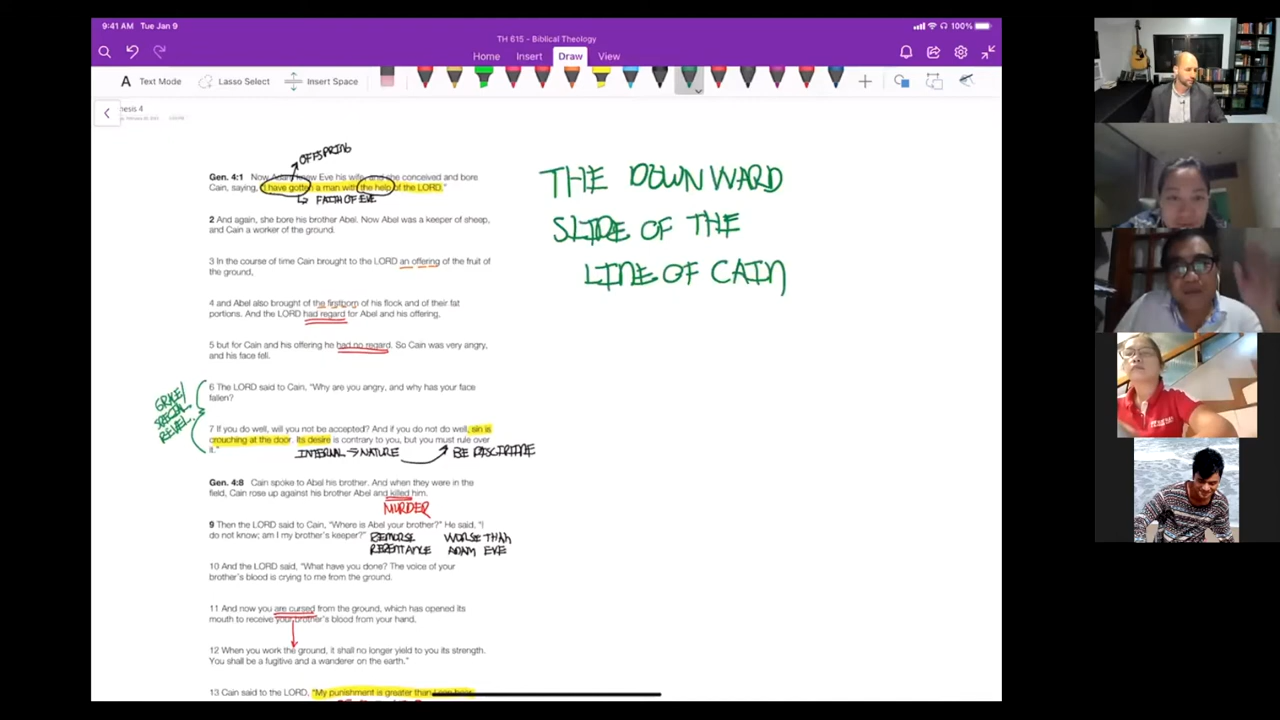 9:41 AM Tue Jan 9
100%
TH 615 - Biblical Theology
Home Insert Draw View
Text Mode Lasso Select Insert Space
nesis 4
OFFSPRING
Gen. 4:1 Now Adam knew Eve his wife, and she conceived and bore
Cain, saying, "I have gotten a man with the help of the LORD."
FAITH OF EVE
2 And again, she bore his brother Abel. Now Abel was a keeper of sheep,
and Cain a worker of the ground.
3 In the course of time Cain brought to the LORD an offering of the fruit of
the ground,
4 and Abel also brought of the firstborn of his flock and of their fat
portions. And the LORD had regard for Abel and his offering,
5 but for Cain and his offering he had no regard. So Cain was very angry,
and his face fell.
6 The LORD said to Cain, "Why are you angry, and why has your face
fallen?
GRACE/
SPECIAL
REVEL.
7 If you do well, will you not be accepted? And if you do not do well, sin is
crouching at the door. Its desire is contrary to you, but you must rule over
it."
INTERNAL → NATURE
Gen. 4:8 Cain spoke to Abel his brother. And when they were in the
field, Cain rose up against his brother Abel and killed him.
MURDER
9 Then the LORD said to Cain, "Where is Abel your brother?" He said, "I
do not know; am I my brother's keeper?"
REMORSE WORSE THAN
REPENTANCE ADAM EVE
10 And the LORD said, "What have you done? The voice of your
brother's blood is crying to me from the ground.
11 And now you are cursed from the ground, which has opened its
mouth to receive your brother's blood from your hand.
12 When you work the ground, it shall no longer yield to you its strength.
You shall be a fugitive and a wanderer on the earth."
13 Cain said to the LORD, "My punishment is greater than I can bear.
THE DOWNWARD
SLIDE OF THE
LINE OF CAIN